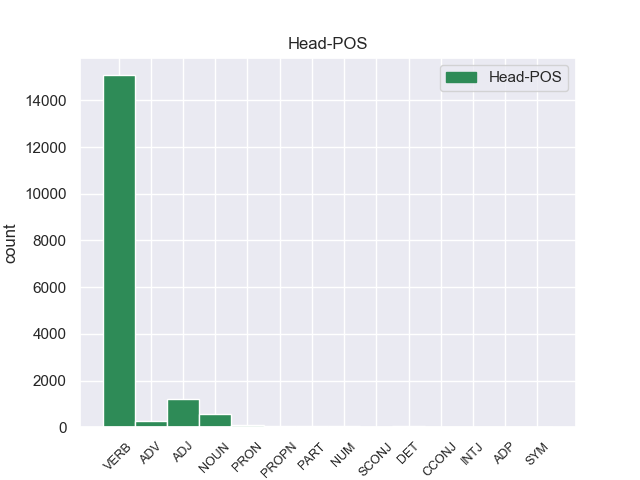 Head-POS
Head-POS
14000
12000
10000
8000
6000
4000
2000
0
count
VERB
ADV
ADJ
NOUN
PRON
PROPN
PART
NUM
SCONJ
DET
CCONJ
INTJ
ADP
SYM